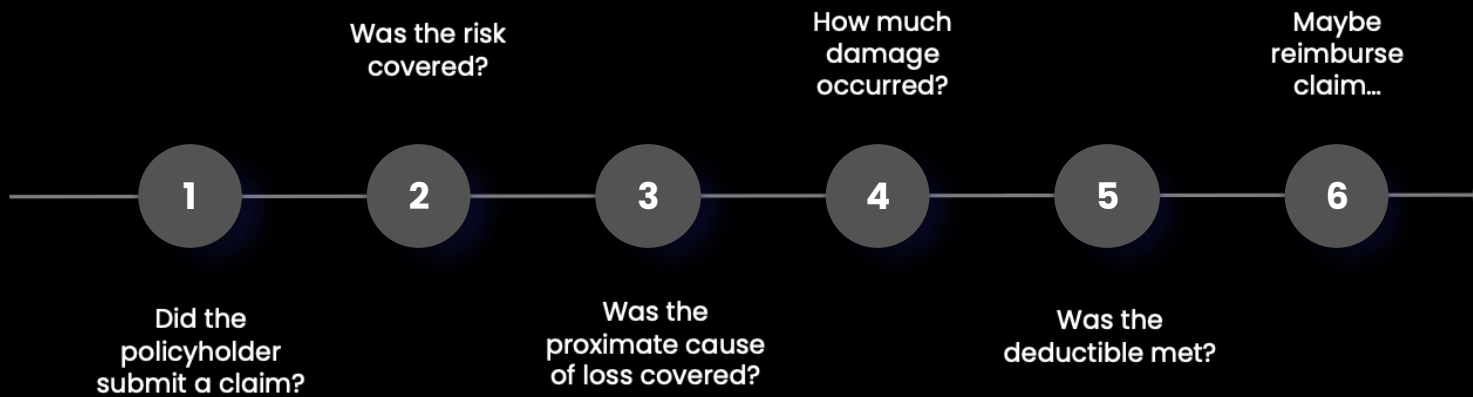 1
Did the
policyholder
submit a claim?
2
Was the risk
covered?
3
Was the
proximate cause
of loss covered?
4
How much
damage
occurred?
5
Was the
deductible met?
6
Maybe
reimburse
claim...